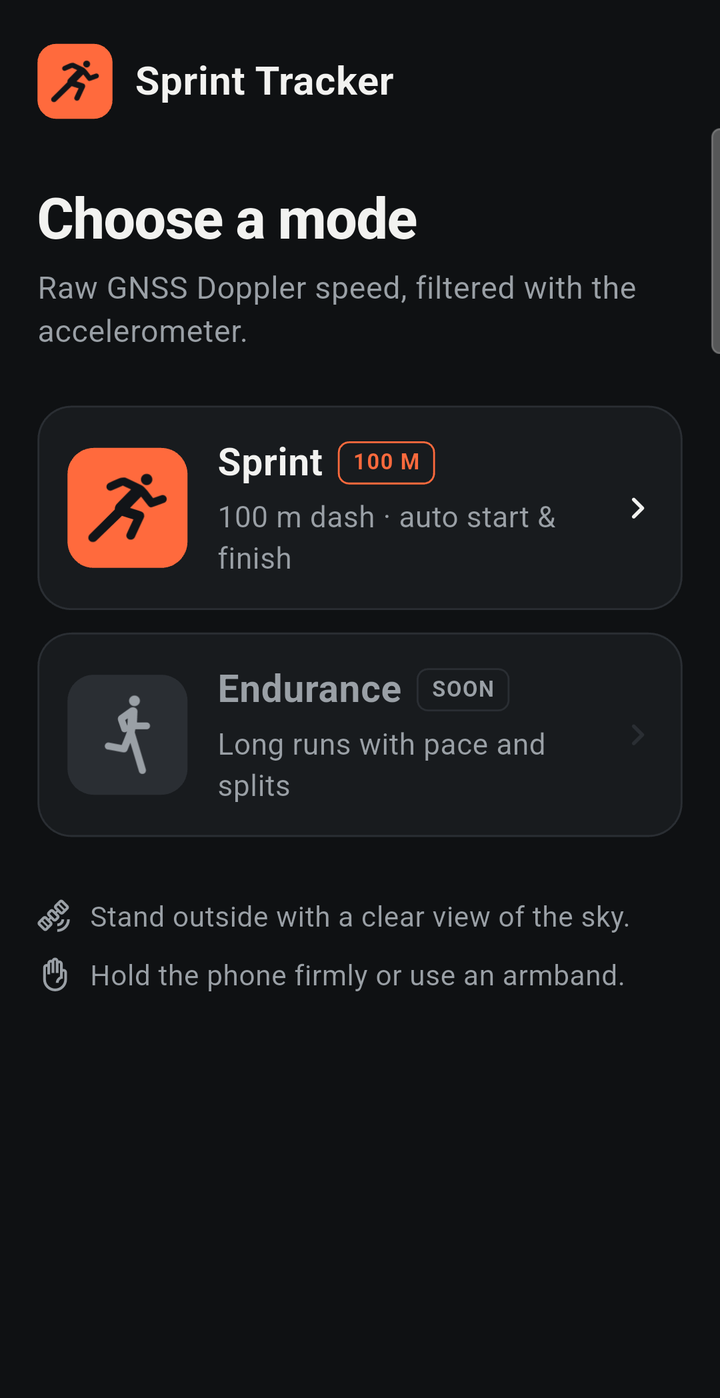 Sprint Tracker
Choose a mode
Raw GNSS Doppler speed, filtered with the
accelerometer.
Sprint 100 M
100 m dash · auto start &
finish
Endurance SOON
Long runs with pace and
splits
Stand outside with a clear view of the sky.
Hold the phone firmly or use an armband.